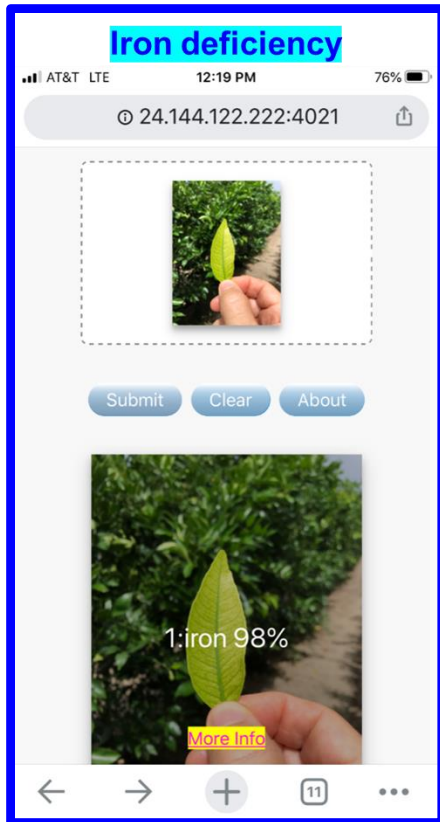 Iron deficiency
AT&T LTE 12:19 PM 76%
24.144.122.222:4021
Submit Clear About
1:iron 98%
More Info
11